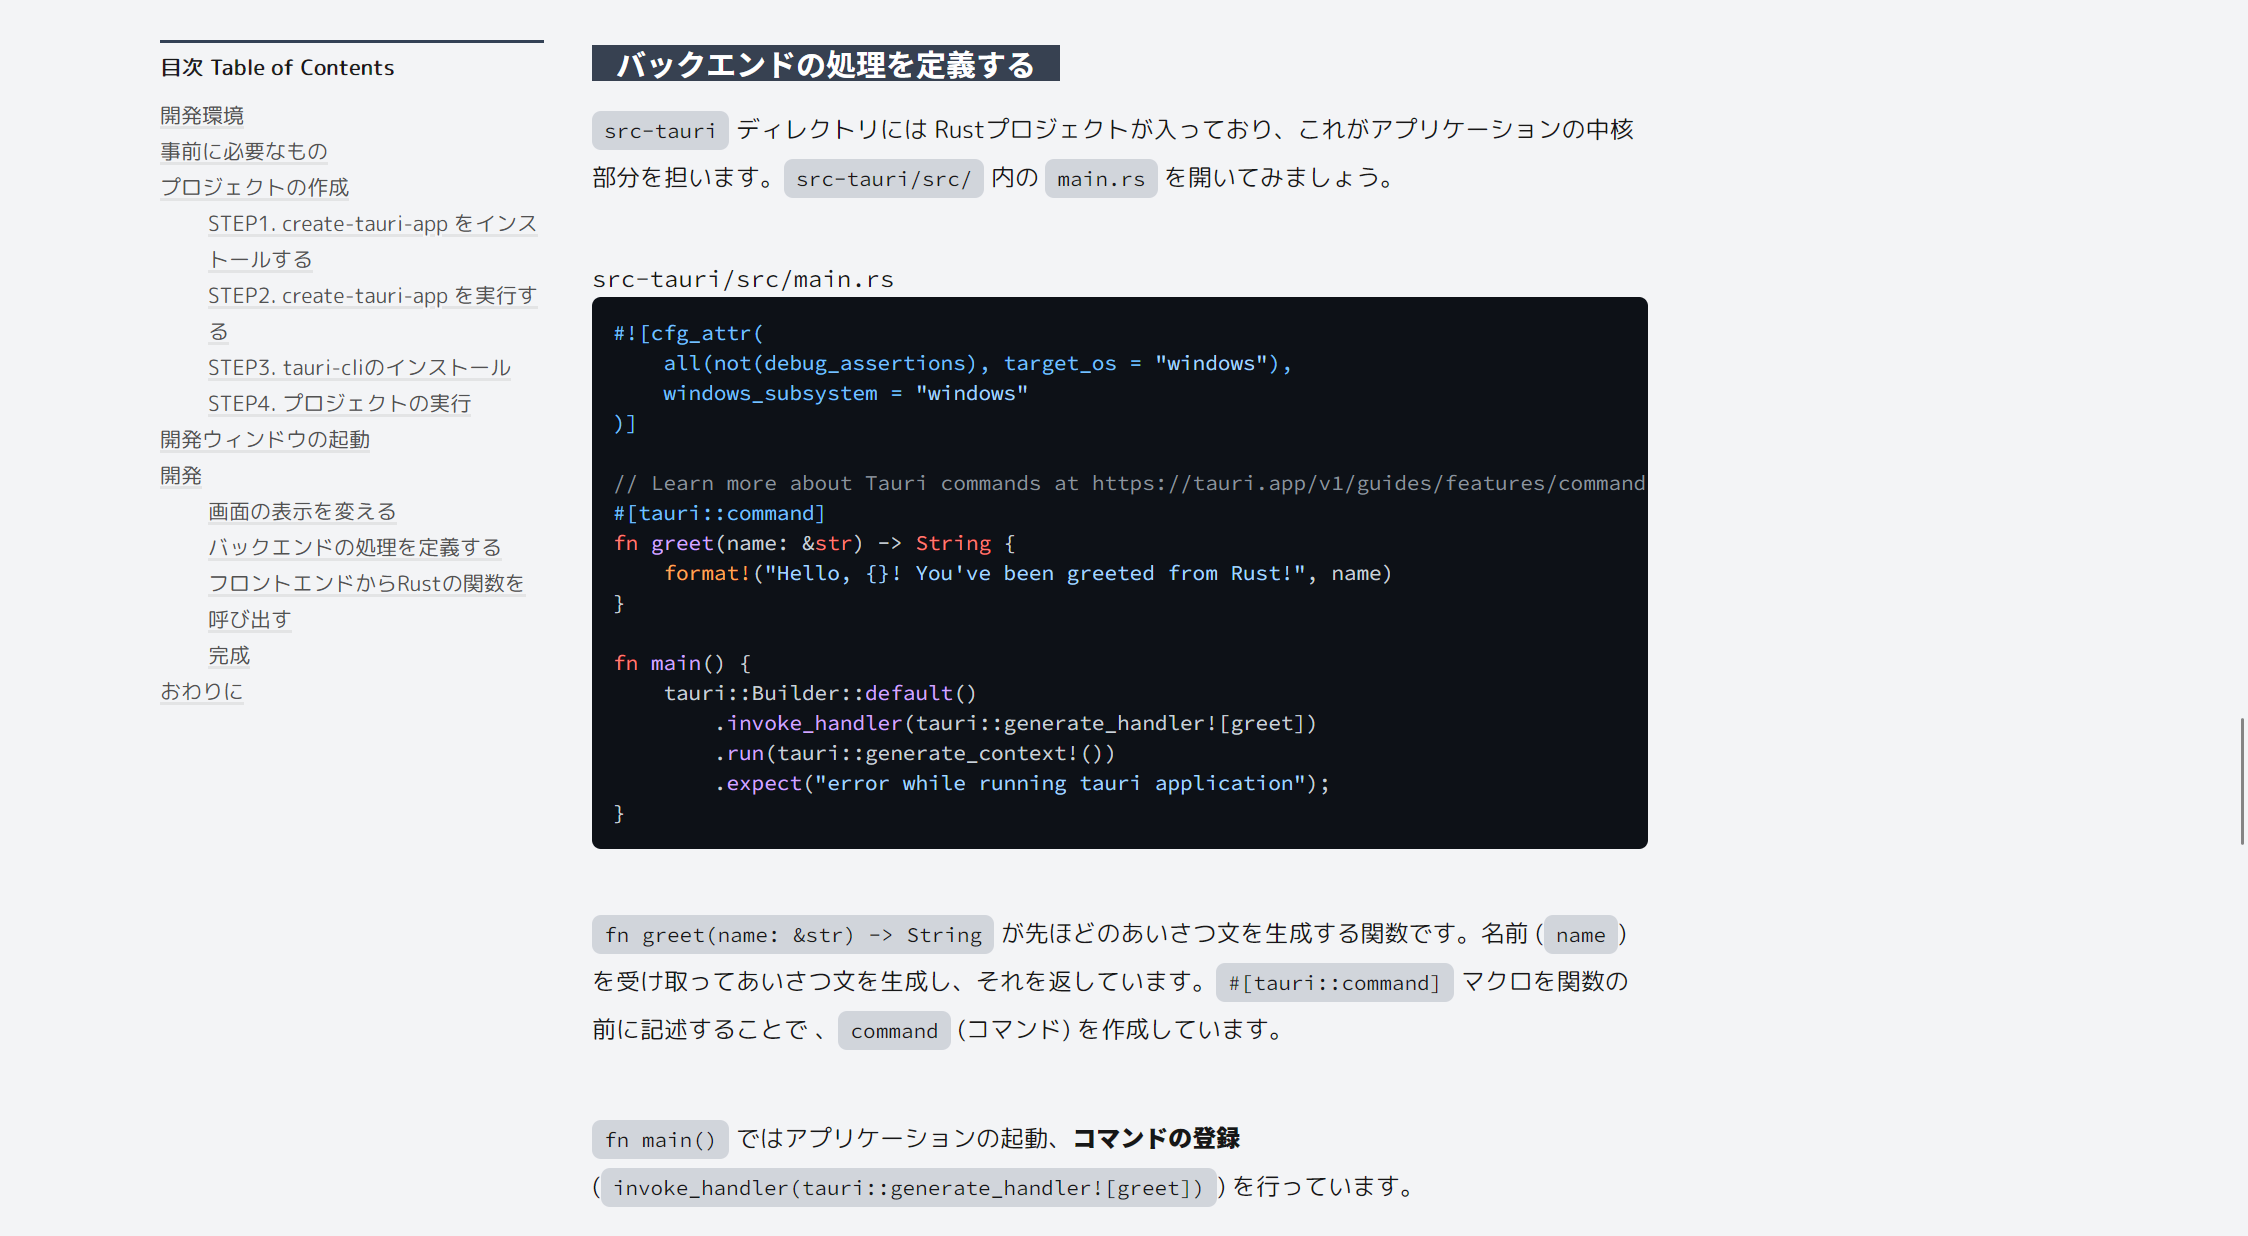 目次 Table of Contents
開発環境
事前に必要なもの
プロジェクトの作成
STEP1. create-tauri-app をインス
トールする
STEP2. create-tauri-app を実行す
る
STEP3. tauri-cliのインストール
STEP4. プロジェクトの実行
開発ウィンドウの起動
開発
画面の表示を変える
バックエンドの処理を定義する
フロントエンドからRustの関数を
呼び出す
完成
おわりに
バックエンドの処理を定義する
src-tauri ディレクトリには Rustプロジェクトが入っており、これがアプリケーションの中核
部分を担います。 src-tauri/src/ 内の main.rs を開いてみましょう。
src-tauri/src/main.rs
#![cfg_attr(
    all(not(debug_assertions), target_os = "windows"),
    windows_subsystem = "windows"
)]
// Learn more about Tauri commands at https://tauri.app/v1/guides/features/command
#[tauri::command]
fn greet(name: &str) -> String {
    format!("Hello, {}! You've been greeted from Rust!", name)
}
fn main() {
    tauri::Builder::default()
        .invoke_handler(tauri::generate_handler![greet])
        .run(tauri::generate_context!())
        .expect("error while running tauri application");
}
fn greet(name: &str) -> String が先ほどのあいさつ文を生成する関数です。名前 ( name )
を受け取ってあいさつ文を生成し、それを返しています。 #[tauri::command] マクロを関数の
前に記述することで 、 command (コマンド) を作成しています。
fn main() ではアプリケーションの起動、コマンドの登録
( invoke_handler(tauri::generate_handler![greet]) ) を行っています。